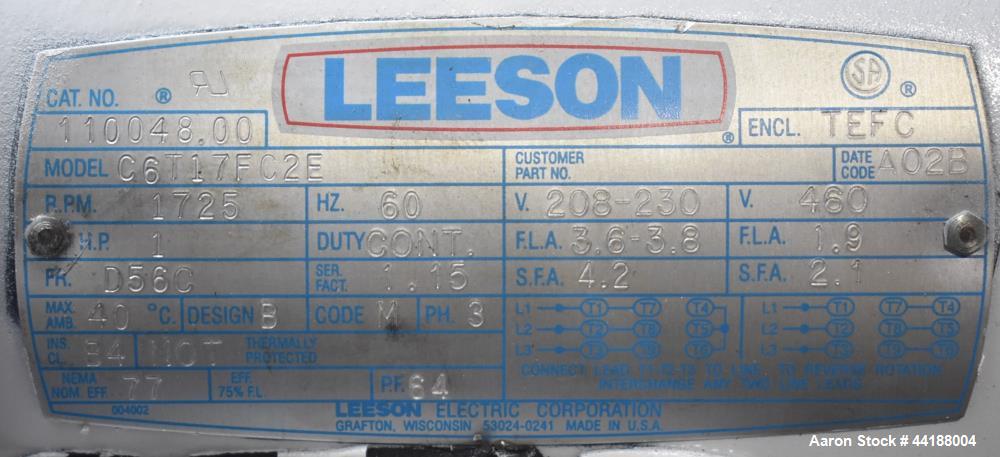 LEESON ®
CAT. NO. ® UR
110048.00
SA ®
ENCL. TEFC
MODEL C6T17FC2E
CUSTOMER PART NO.
DATE CODE A02B
R.P.M. 1725 HZ. 60 V. 208-230 V. 460
H.P. 1 DUTY CONT. F.L.A. 3.6-3.8 F.L.A. 1.9
FR. D56C SER. FACT. 1.15 S.F.A. 4.2 S.F.A. 2.1
MAX. AMB. 40 °C. DESIGN B CODE M PH. 3
INS. CL. B4 NOT THERMALLY PROTECTED
NEMA NOM. EFF. 77 EFF. 75% F.L. P.F. 64
L1 T1 T7 T4 L1 T1 T7 T4
L2 T2 T8 T5 L2 T2 T8 T5
L3 T3 T9 T6 L3 T3 T9 T6
CONNECT LEAD T1-T2-T3 TO LINE. TO REVERSE ROTATION
INTERCHANGE ANY TWO LINE LEADS.
004002
LEESON ELECTRIC CORPORATION
GRAFTON, WISCONSIN 53024-0241 MADE IN U.S.A.
Aaron Stock # 44188004